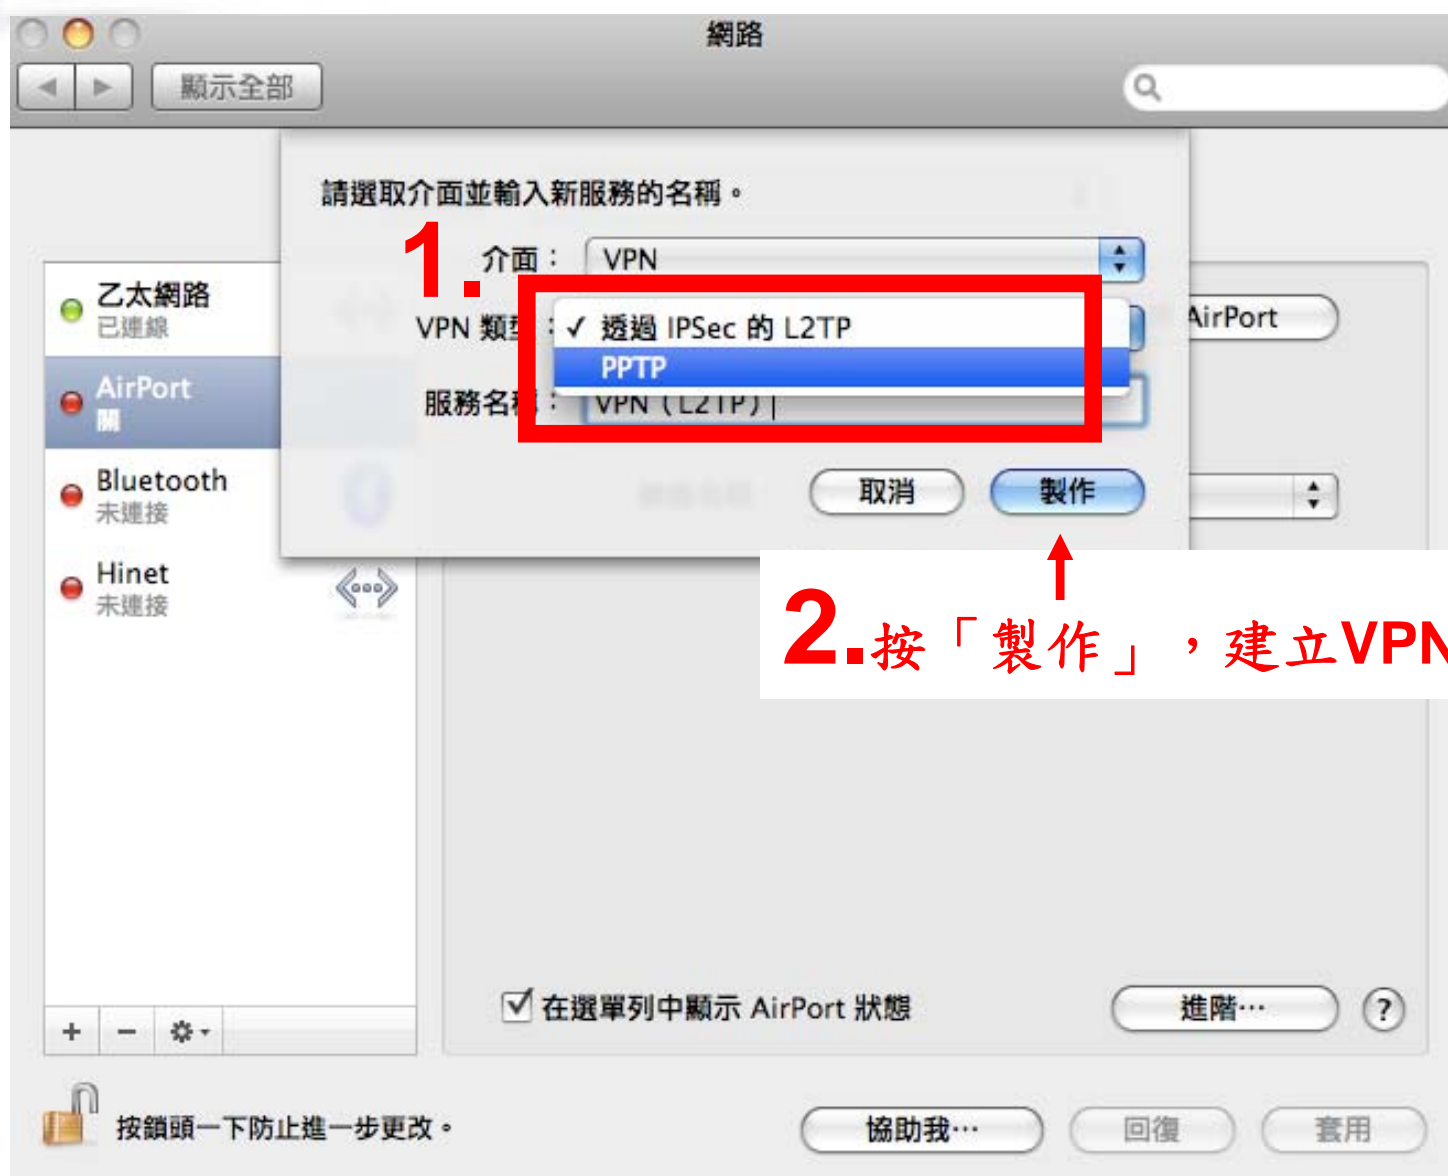 網路
顯示全部
請選取介面並輸入新服務的名稱。
1.
介面： VPN
VPN 類型： ✓ 透過 IPSec 的 L2TP
PPTP
服務名稱： VPN（L2TP）
取消 製作
2.按「製作」，建立VPN
乙太網路
已連線
AirPort
關
Bluetooth
未連接
Hinet
未連接
AirPort
在選單列中顯示 AirPort 狀態
進階… ?
+ −
按鎖頭一下防止進一步更改。
協助我… 回復 套用